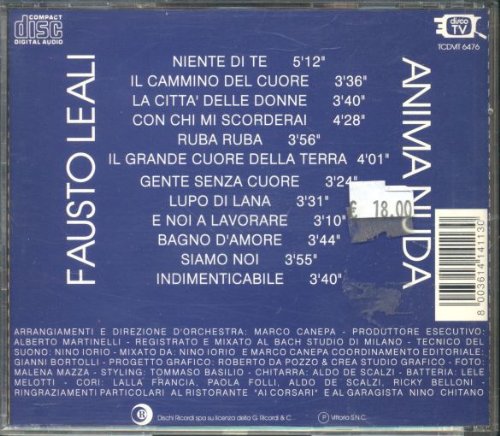 COMPACT
disc
DIGITAL AUDIO
disco
TV
TCDMT 6476
FAUSTO LEALI
ANIMA NUDA
NIENTE DI TE 5'12"
IL CAMMINO DEL CUORE 3'36"
LA CITTA' DELLE DONNE 3'40"
CON CHI MI SCORDERAI 4'28"
RUBA RUBA 3'56"
IL GRANDE CUORE DELLA TERRA 4'01"
GENTE SENZA CUORE 3'24"
LUPO DI LANA 3'31"
E NOI A LAVORARE 3'10"
BAGNO D'AMORE 3'44"
SIAMO NOI 3'55"
INDIMENTICABILE 3'40"
€ 18,00
8 003614 141130
ARRANGIAMENTI E DIREZIONE D'ORCHESTRA: MARCO CANEPA - PRODUTTORE ESECUTIVO:
ALBERTO MARTINELLI - REGISTRATO E MIXATO AL BACH STUDIO DI MILANO - TECNICO DEL
SUONO: NINO IORIO - MIXATO DA: NINO IORIO E MARCO CANEPA COORDINAMENTO EDITORIALE:
GIANNI BORTOLLI - PROGETTO GRAFICO: ROBERTO DA POZZO & CREA STUDIO GRAFICO - FOTO:
MALENA MAZZA - STYLING: TOMMASO BASILIO - CHITARRA: ALDO DE SCALZI - BATTERIA: LELE
MELOTTI - CORI: LALLA FRANCIA, PAOLA FOLLI, ALDO DE SCALZI, RICKY BELLONI -
RINGRAZIAMENTI PARTICOLARI AL RISTORANTE "AI CORSARI" E AL GARAGISTA NINO CHITANO
R Dischi Ricordi spa su licenza della G. Ricordi & C. P Vittoria S.N.C.